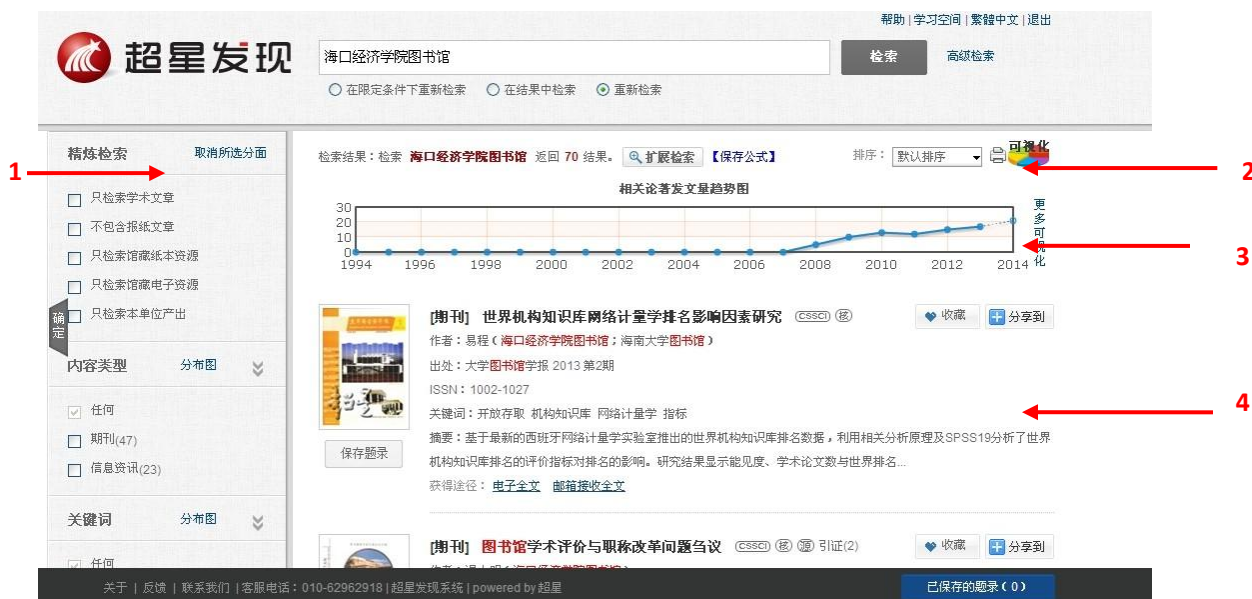 帮助 | 学习空间 | 繁體中文 | 退出
超星发现
海口经济学院图书馆
检索
高级检索
在限定条件下重新检索 在结果中检索 重新检索
1
精炼检索 取消所选分面
只检索学术文章
不包含报纸文章
只检索馆藏纸本资源
只检索馆藏电子资源
只检索本单位产出
确定
内容类型 分布图
任何
期刊(47)
信息资讯(23)
关键词 分布图
任何
检索结果：检索 海口经济学院图书馆 返回 70 结果。 扩展检索 【保存公式】
排序： 默认排序
可视化
2
相关论著发文量趋势图
30
20
10
0
1994 1996 1998 2000 2002 2004 2006 2008 2010 2012 2014
更多可视化
3
[期刊] 世界机构知识库网络计量学排名影响因素研究 CSSCI 核
收藏 分享到
作者：易程(海口经济学院图书馆；海南大学图书馆)
出处：大学图书馆学报 2013 第2期
ISSN：1002-1027
关键词：开放存取 机构知识库 网络计量学 指标
4
摘要：基于最新的西班牙网络计量学实验室推出的世界机构知识库排名数据，利用相关分析原理及SPSS19分析了世界
机构知识库排名的评价指标对排名的影响。研究结果显示能见度、学术论文数与世界排名...
保存题录
获得途径： 电子全文 邮箱接收全文
[期刊] 图书馆学术评价与职称改革问题刍议 CSSCI 核 源 引证(2)
收藏 分享到
关于 | 反馈 | 联系我们 | 客服电话：010-62962918 | 超星发现系统 | powered by 超星
已保存的题录(0)